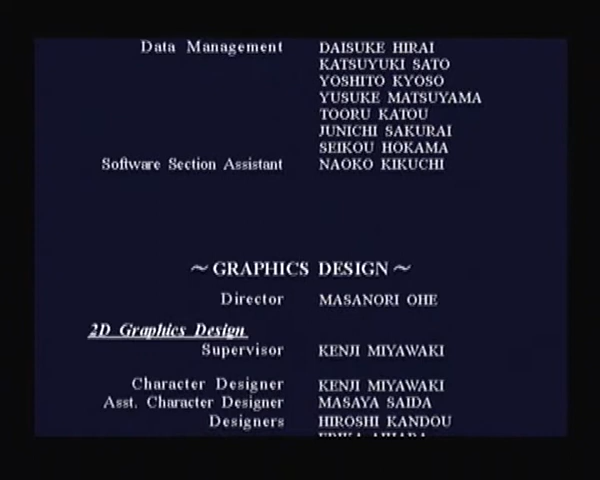 Data Management DAISUKE HIRAI
KATSUYUKI SATO
YOSHITO KYOSO
YUSUKE MATSUYAMA
TOORU KATOU
JUNICHI SAKURAI
SEIKOU HOKAMA
Software Section Assistant NAOKO KIKUCHI
～GRAPHICS DESIGN～
Director MASANORI OHE
2D Graphics Design
Supervisor KENJI MIYAWAKI
Character Designer KENJI MIYAWAKI
Asst. Character Designer MASAYA SAIDA
Designers HIROSHI KANDOU